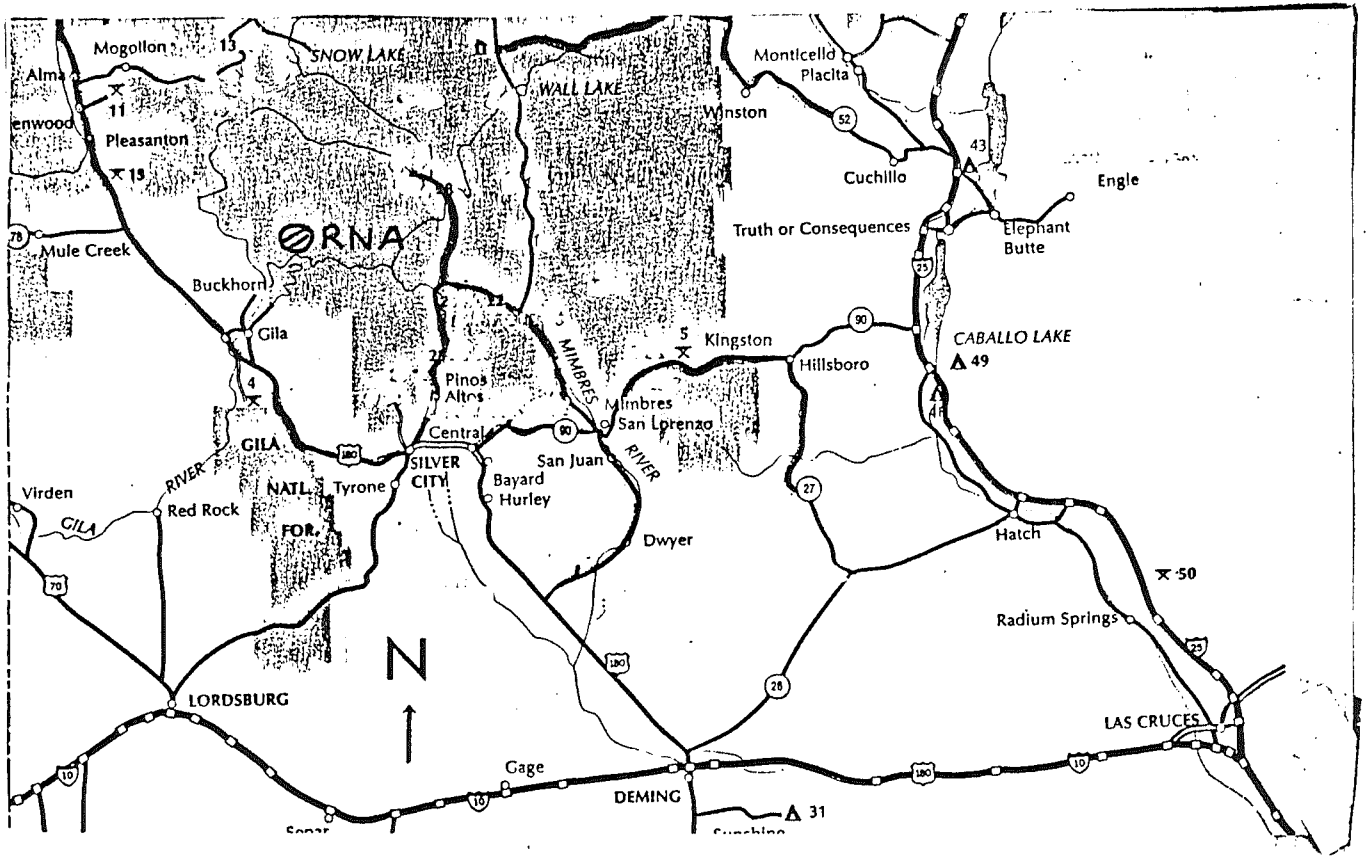 Mogollon
13
SNOW LAKE
Alma
11
enwood
Pleasanton
WALL LAKE
Monticello
Placita
Winston
52
43
Cuchillo
Engle
15
78
Mule Creek
ØRNA
Truth or Consequences
Elephant
Butte
25
Buckhorn
Gila
90
5
Kingston
CABALLO LAKE
49
Hillsboro
MIMBRES
RIVER
4
Pinos
Altos
Mimbres
San Lorenzo
Central
90
GILA
NATL.
FOR.
180
SILVER
CITY
San Juan
Bayard
Hurley
Tyrone
27
Virden
GILA
RIVER
Red Rock
Dwyer
Hatch
70
50
Radium Springs
N
180
25
26
LORDSBURG
LAS CRUCES
10
Gage
10
DEMING
180
10
31